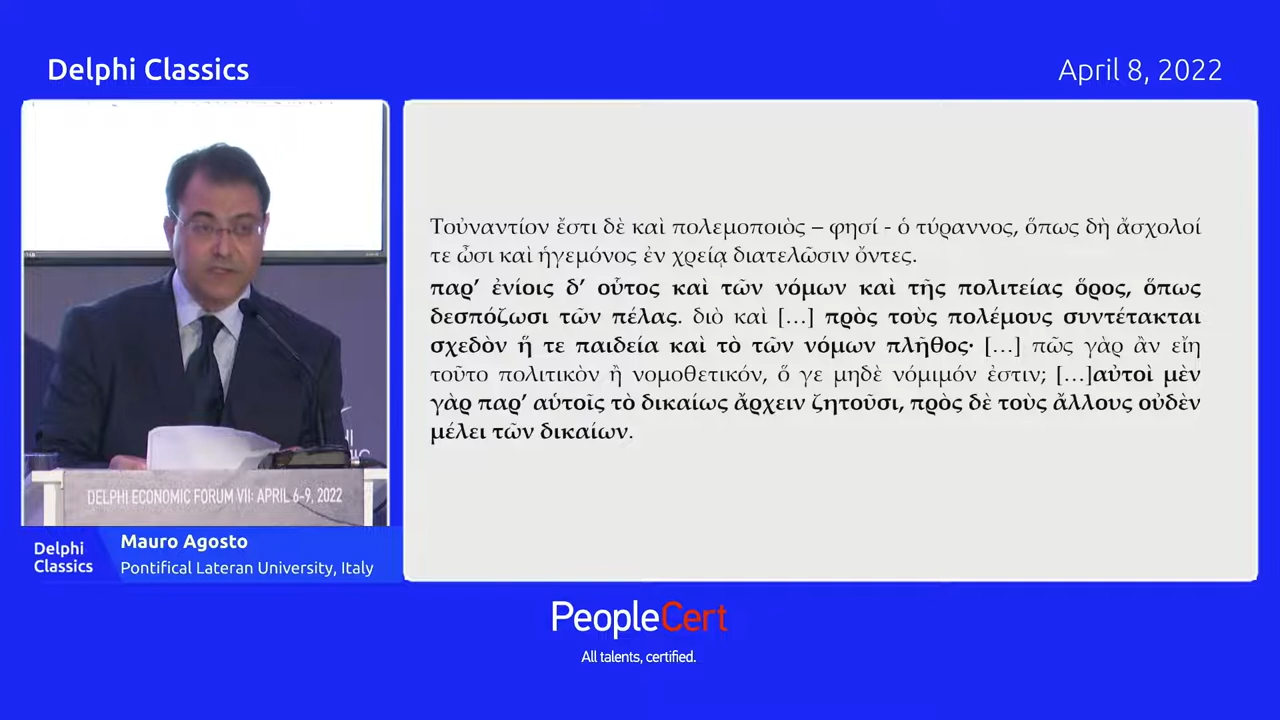 Delphi Classics
April 8, 2022
Τοὐναντίον ἔστι δὲ καὶ πολεμοποιὸς – φησί - ὁ τύραννος, ὅπως δὴ ἄσχολοί
τε ὦσι καὶ ἡγεμόνος ἐν χρείᾳ διατελῶσιν ὄντες.
παρ’ ἐνίοις δ’ οὗτος καὶ τῶν νόμων καὶ τῆς πολιτείας ὅρος, ὅπως
δεσπόζωσι τῶν πέλας. διὸ καὶ […] πρὸς τοὺς πολέμους συντέτακται
σχεδὸν ἥ τε παιδεία καὶ τὸ τῶν νόμων πλῆθος· […] πῶς γὰρ ἂν εἴη
τοῦτο πολιτικὸν ἢ νομοθετικόν, ὅ γε μηδὲ νόμιμόν ἐστιν; […]αὐτοὶ μὲν
γὰρ παρ’ αὑτοῖς τὸ δικαίως ἄρχειν ζητοῦσι, πρὸς δὲ τοὺς ἄλλους οὐδὲν
μέλει τῶν δικαίων.
DELPHI ECONOMIC FORUM VII: APRIL 6-9, 2022
Delphi
Classics
Mauro Agosto
Pontifical Lateran University, Italy
PeopleCert
All talents, certified.